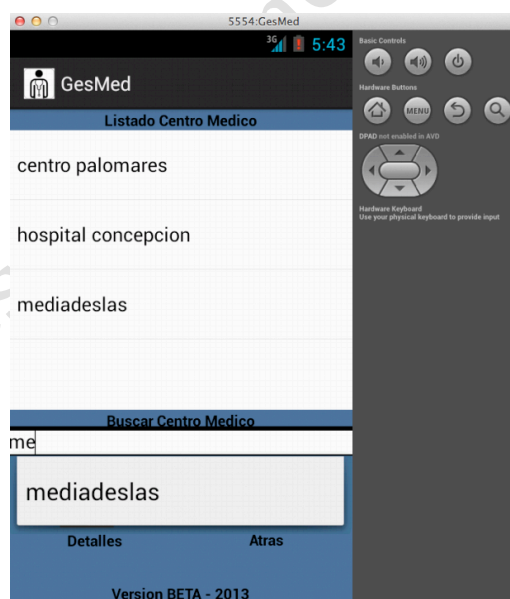 5554:GesMed
3G 5:43
GesMed
Listado Centro Medico
centro palomares
hospital concepcion
mediadeslas
Buscar Centro Medico
me
mediadeslas
Detalles Atras
Version BETA - 2013
Basic Controls
Hardware Buttons
MENU
DPAD not enabled in AVD
Hardware Keyboard
Use your physical keyboard to provide input